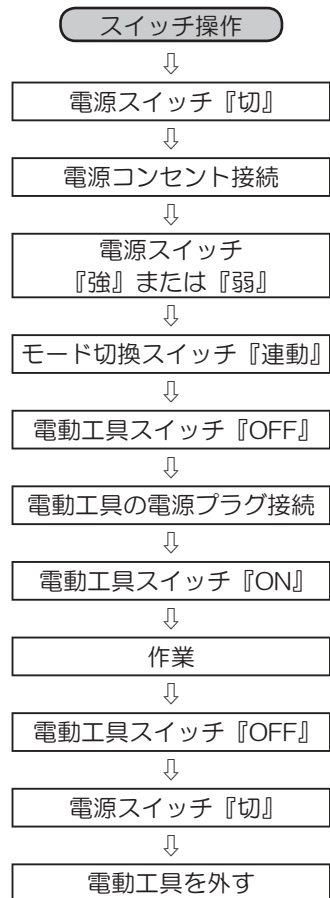 スイッチ操作
⇩
電源スイッチ『切』
⇩
電源コンセント接続
⇩
電源スイッチ
『強』または『弱』
⇩
モード切換スイッチ『連動』
⇩
電動工具スイッチ『OFF』
⇩
電動工具の電源プラグ接続
⇩
電動工具スイッチ『ON』
⇩
作業
⇩
電動工具スイッチ『OFF』
⇩
電源スイッチ『切』
⇩
電動工具を外す